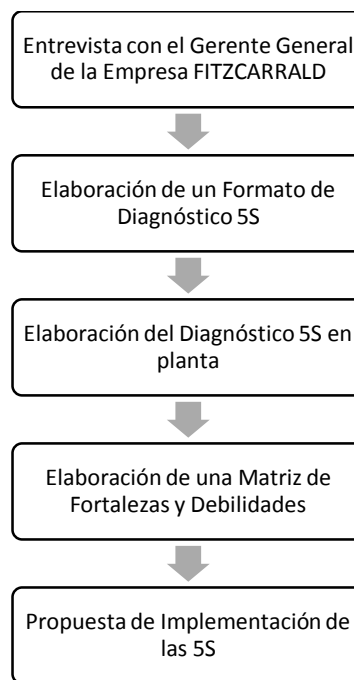 Entrevista con el Gerente General
de la Empresa FITZCARRALD
Elaboración de un Formato de
Diagnóstico 5S
Elaboración del Diagnóstico 5S en
planta
Elaboración de una Matriz de
Fortalezas y Debilidades
Propuesta de Implementación de
las 5S